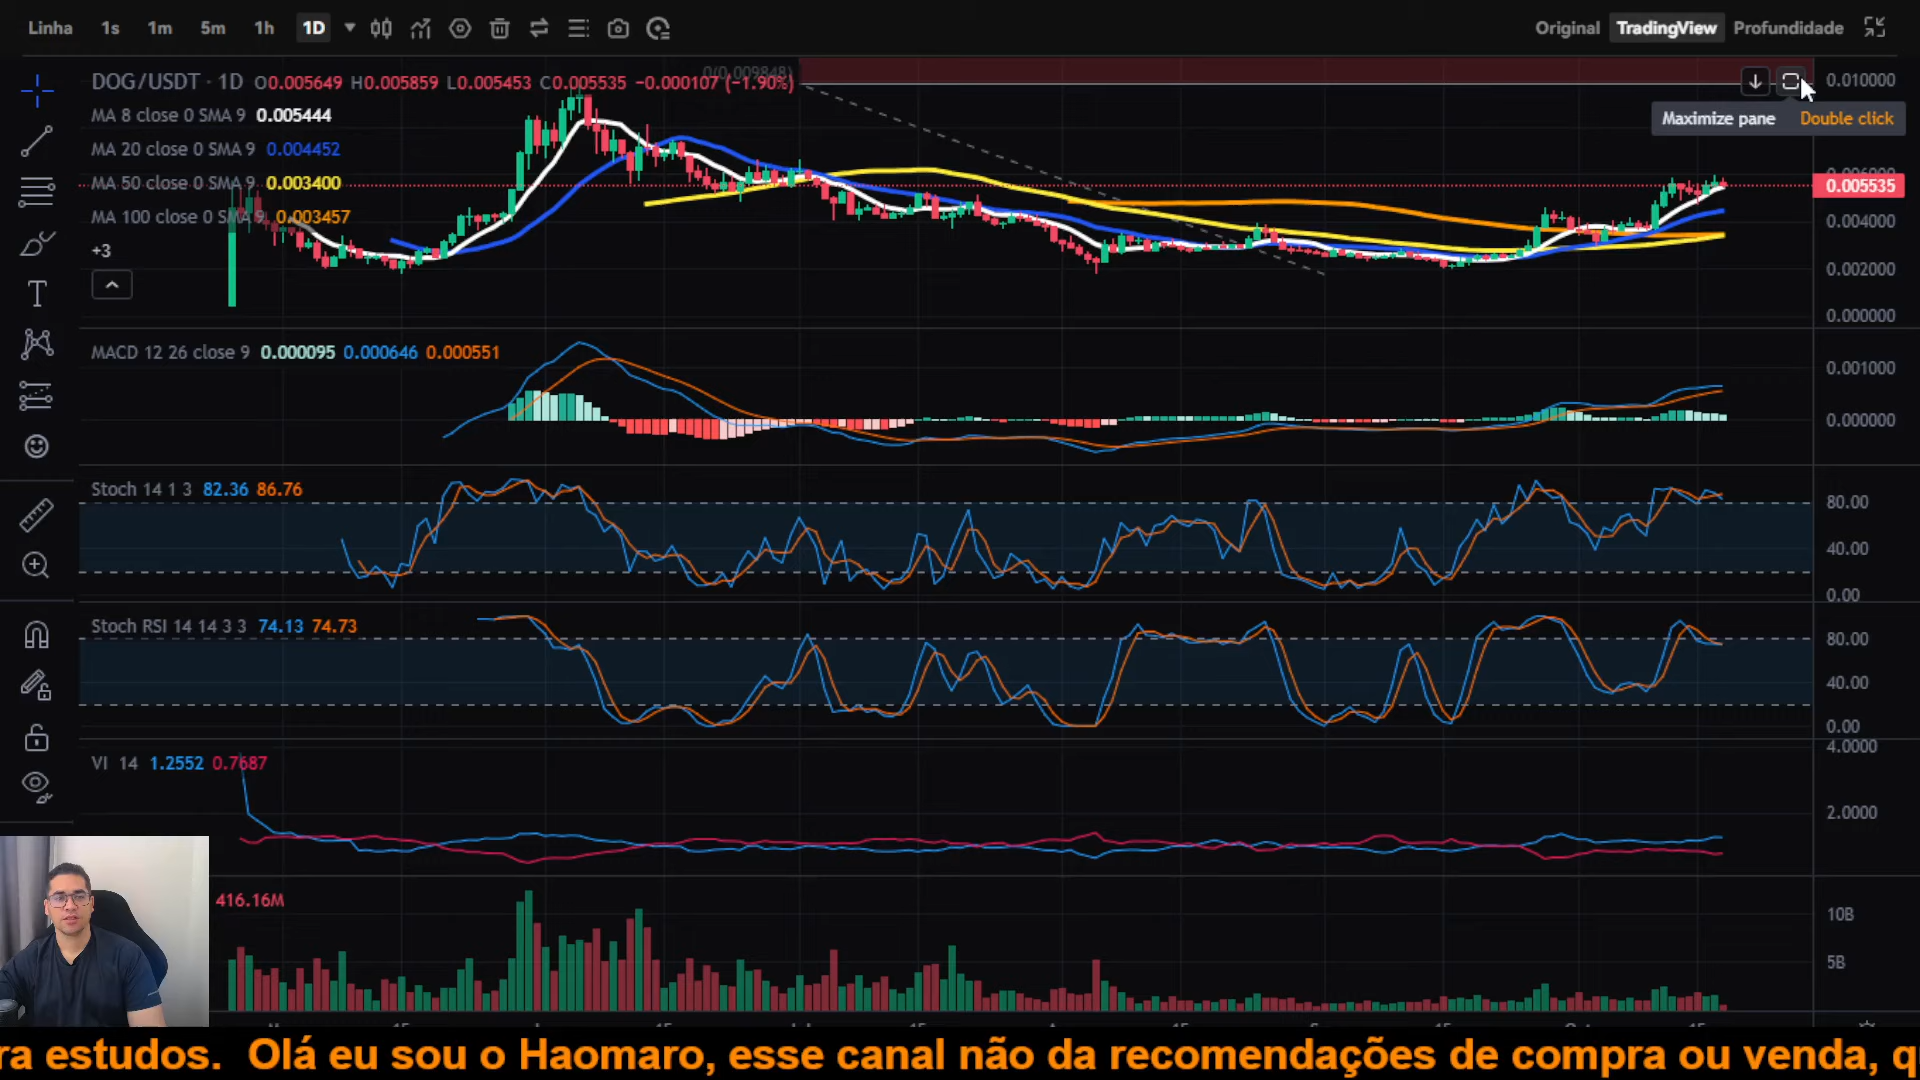 Linha 1s 1m 5m 1h 1D Original TradingView Profundidade
DOG/USDT · 1D O0.005649 H0.005859 L0.005453 C0.005535 −0.000107 (−1.90%)
0(0.009848)
0.010000
Maximize pane Double click
MA 8 close 0 SMA 9 0.005444
MA 20 close 0 SMA 9 0.004452
MA 50 close 0 SMA 9 0.003400
0.005535
MA 100 close 0 SMA 9 0.003457
0.004000
+3
0.002000
0.000000
MACD 12 26 close 9 0.000095 0.000646 0.000551
0.001000
0.000000
Stoch 14 1 3 82.36 86.76
80.00
40.00
0.00
Stoch RSI 14 14 3 3 74.13 74.73
80.00
40.00
0.00
4.0000
VI 14 1.2552 0.7687
2.0000
416.16M
10B
5B
ra estudos. Olá eu sou o Haomaro, esse canal não da recomendações de compra ou venda, q